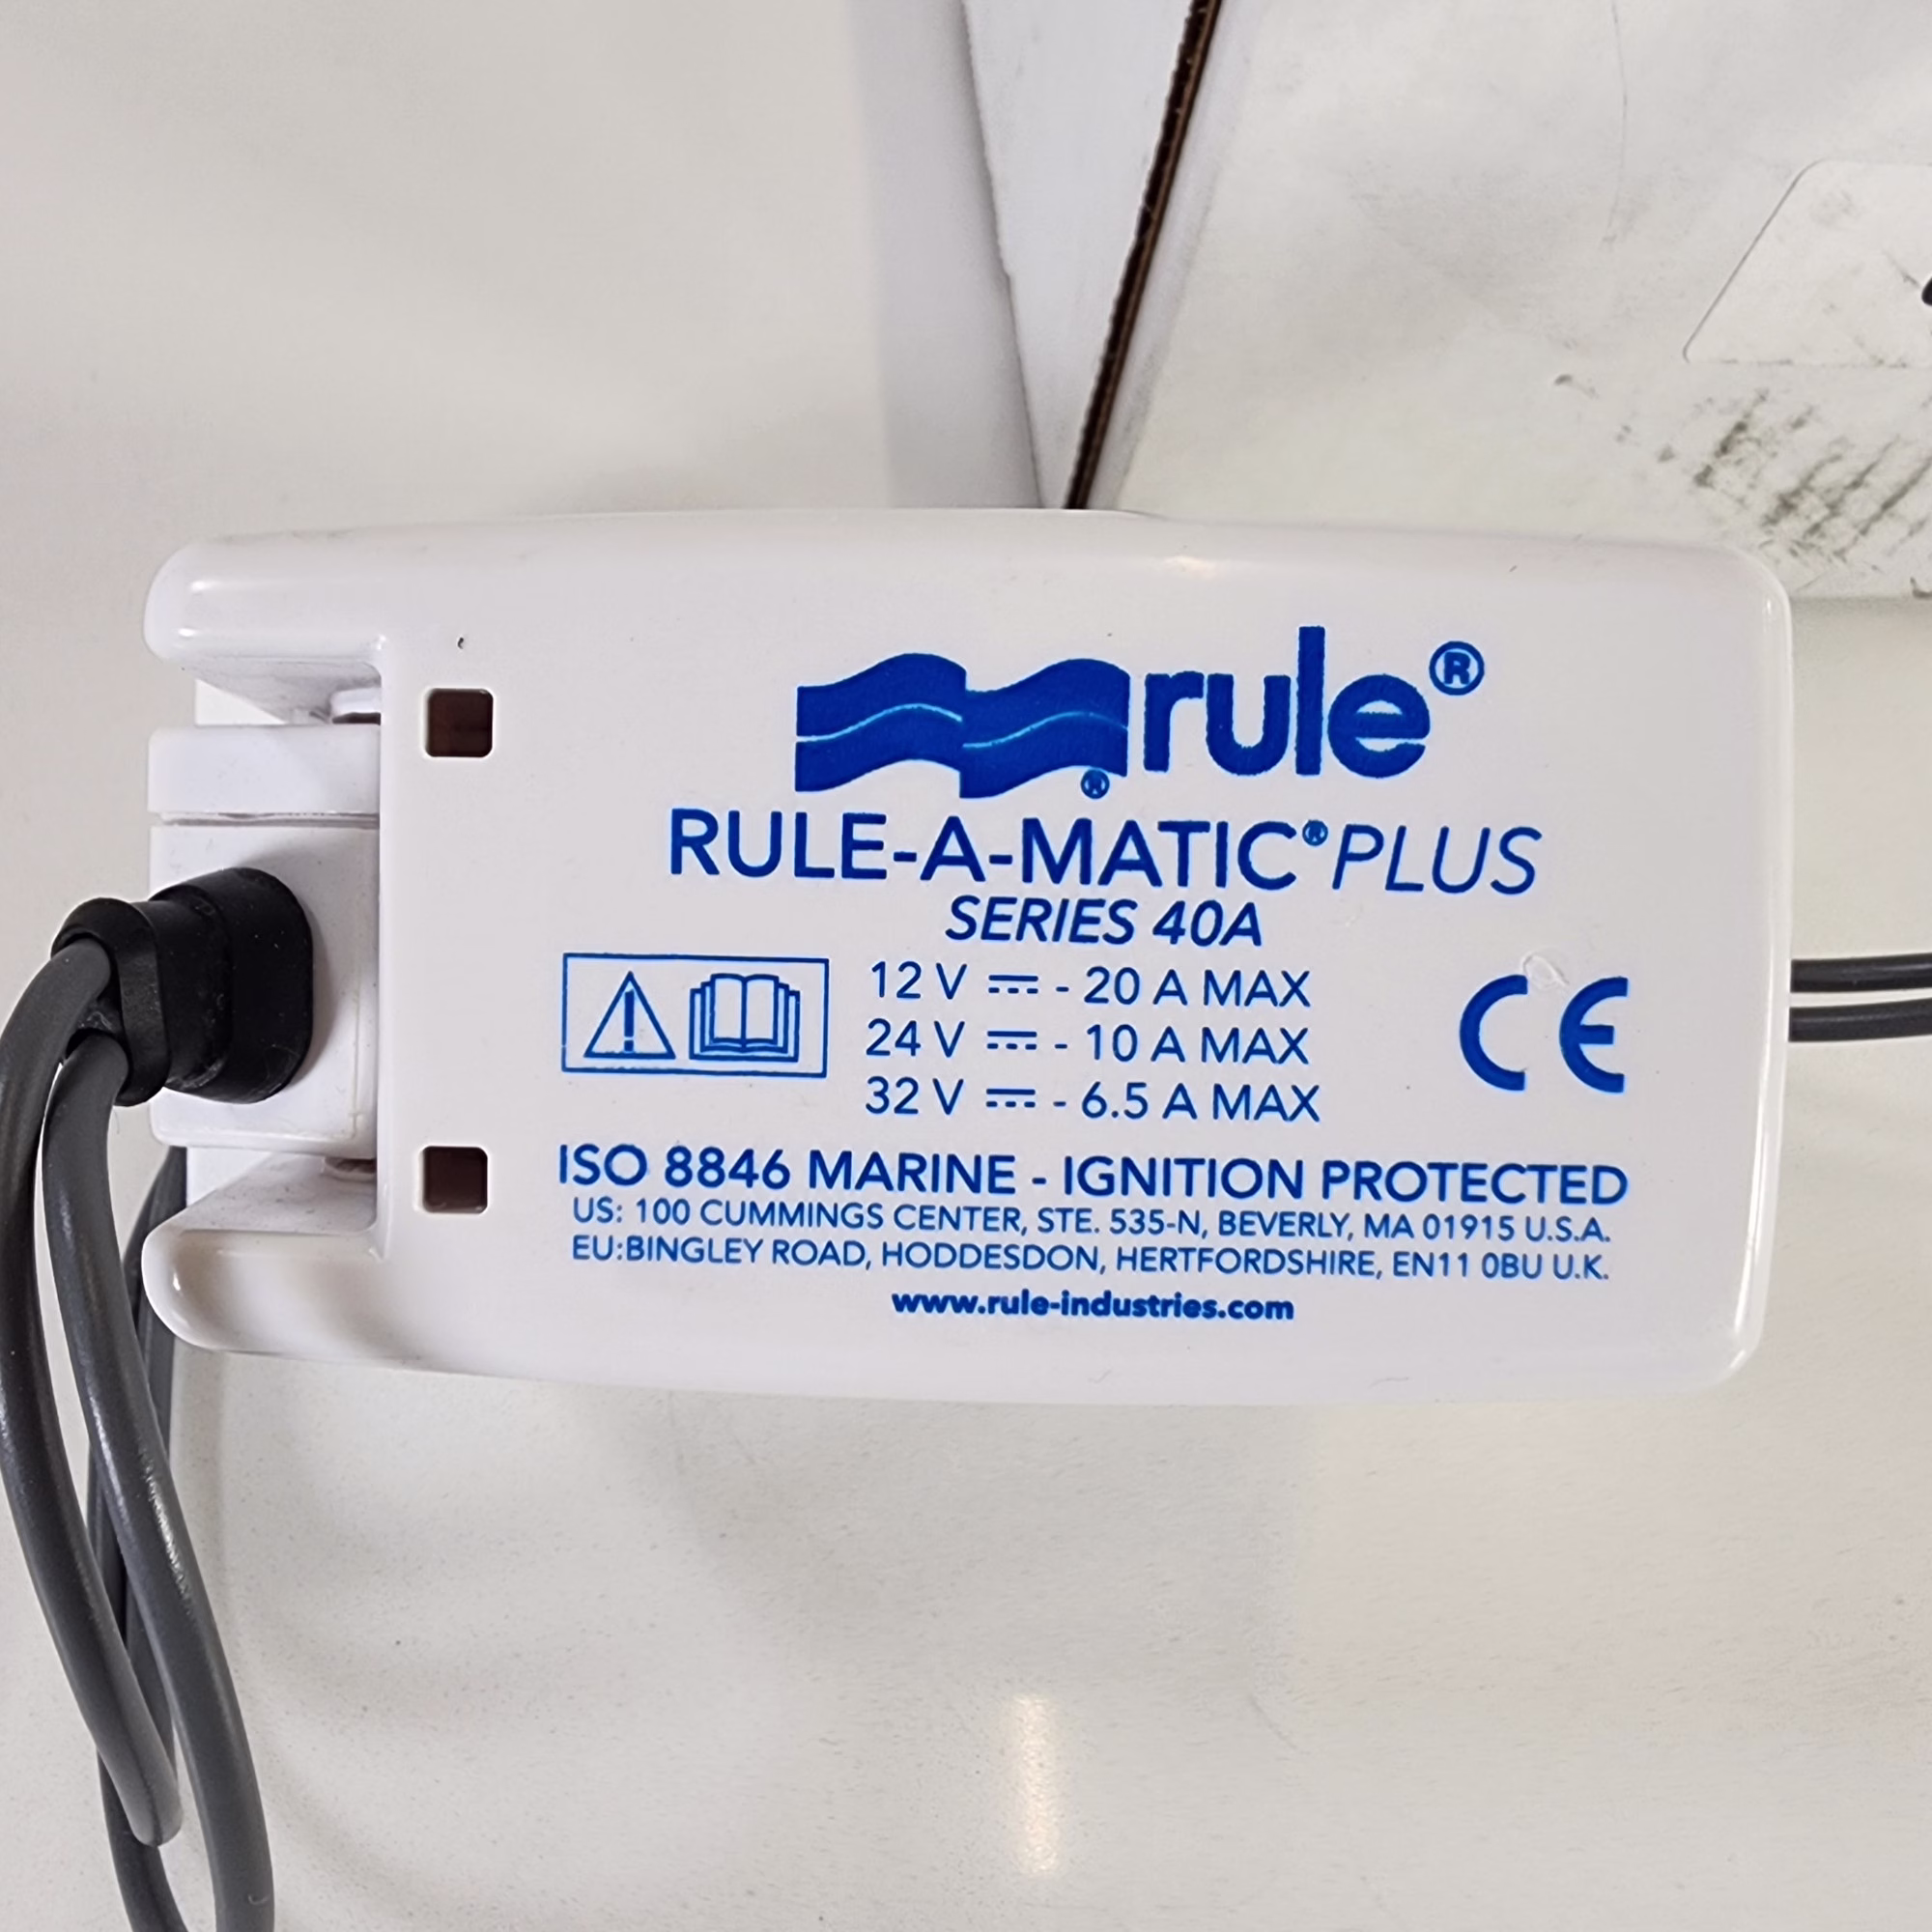 rule®
®
RULE-A-MATIC® PLUS
SERIES 40A
12 V ⎓ - 20 A MAX
24 V ⎓ - 10 A MAX
32 V ⎓ - 6.5 A MAX
CE
ISO 8846 MARINE - IGNITION PROTECTED
US: 100 CUMMINGS CENTER, STE. 535-N, BEVERLY, MA 01915 U.S.A.
EU:BINGLEY ROAD, HODDESDON, HERTFORDSHIRE, EN11 0BU U.K.
www.rule-industries.com